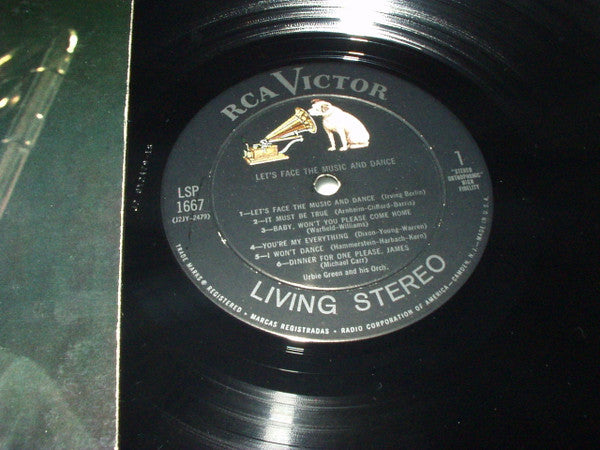 RCA VICTOR
LET'S FACE THE MUSIC AND DANCE
LSP
1667
(J2JY-2479)
1
"STEREO
ORTHOPHONIC"
HIGH
FIDELITY
1—LET'S FACE THE MUSIC AND DANCE (Irving Berlin)
2—IT MUST BE TRUE (Arnheim-Clifford-Barris)
3—BABY, WON'T YOU PLEASE COME HOME
(Warfield-Williams)
4—YOU'RE MY EVERYTHING (Dixon-Young-Warren)
5—I WON'T DANCE (Hammerstein-Harbach-Kern)
6—DINNER FOR ONE PLEASE, JAMES
(Michael Carr)
Urbie Green and his Orch.
LIVING STEREO
TRADE MARKS ® REGISTERED • MARCAS REGISTRADAS • RADIO CORPORATION OF AMERICA—CAMDEN, N.J. • MADE IN U.S.A.